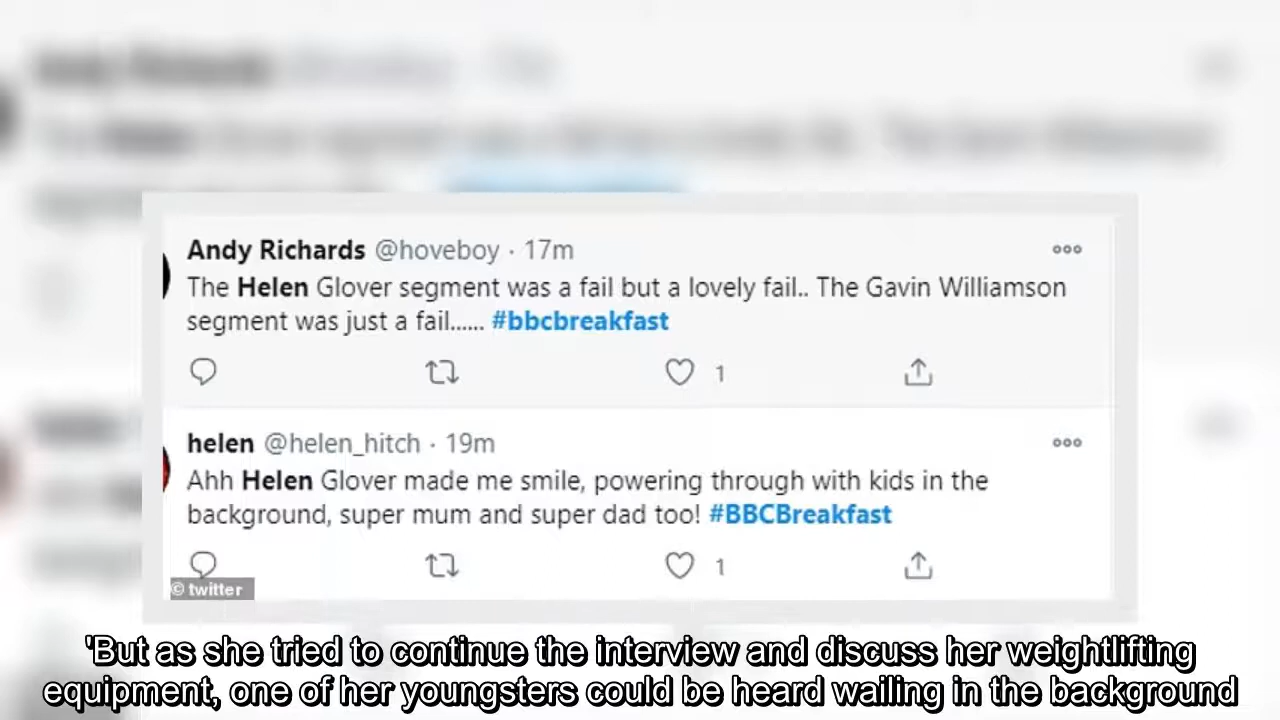 Andy Richards @hoveboy · 17m
The Helen Glover segment was a fail but a lovely fail.. The Gavin Williamson
segment was just a fail...... #bbcbreakfast
1
helen @helen_hitch · 19m
Ahh Helen Glover made me smile, powering through with kids in the
background, super mum and super dad too! #BBCBreakfast
1
© twitter
'But as she tried to continue the interview and discuss her weightlifting
equipment, one of her youngsters could be heard wailing in the background